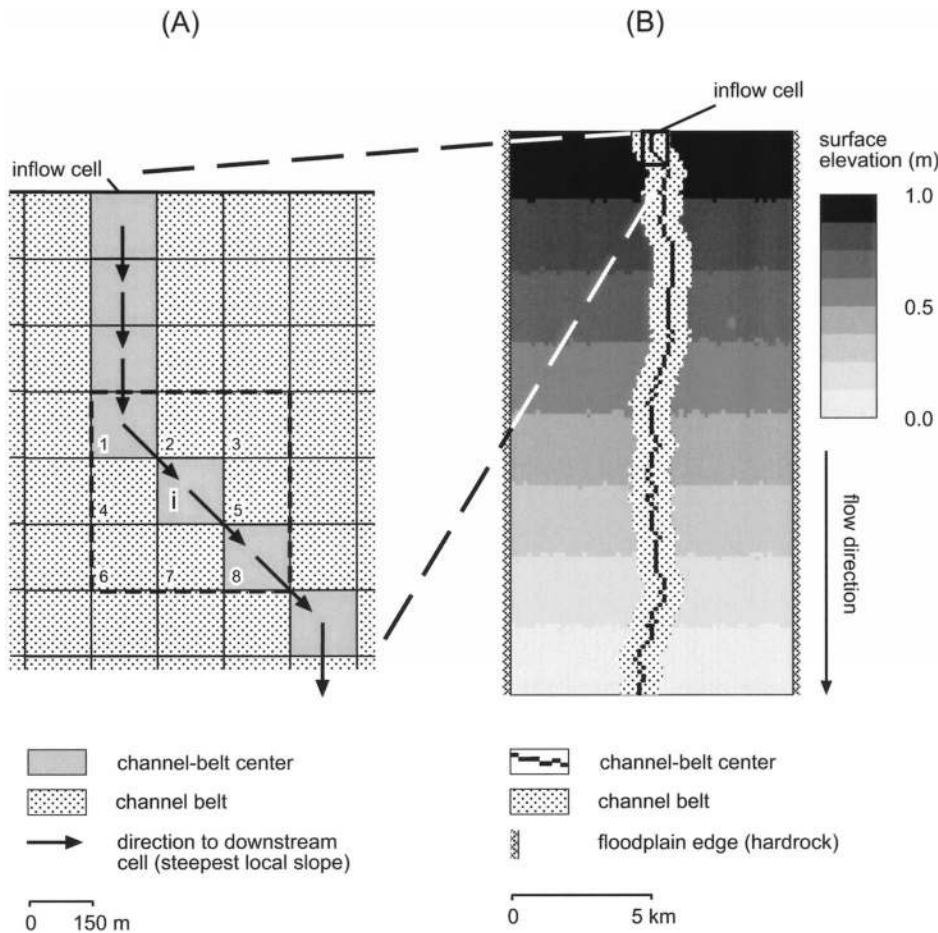 (A)
(B)
inflow cell
inflow cell
surface
elevation (m)
1.0
0.5
0.0
flow direction
1
2
3
4
i
5
6
7
8
channel-belt center
channel belt
direction to downstream
cell (steepest local slope)
0 150 m
channel-belt center
channel belt
floodplain edge (hardrock)
0 5 km